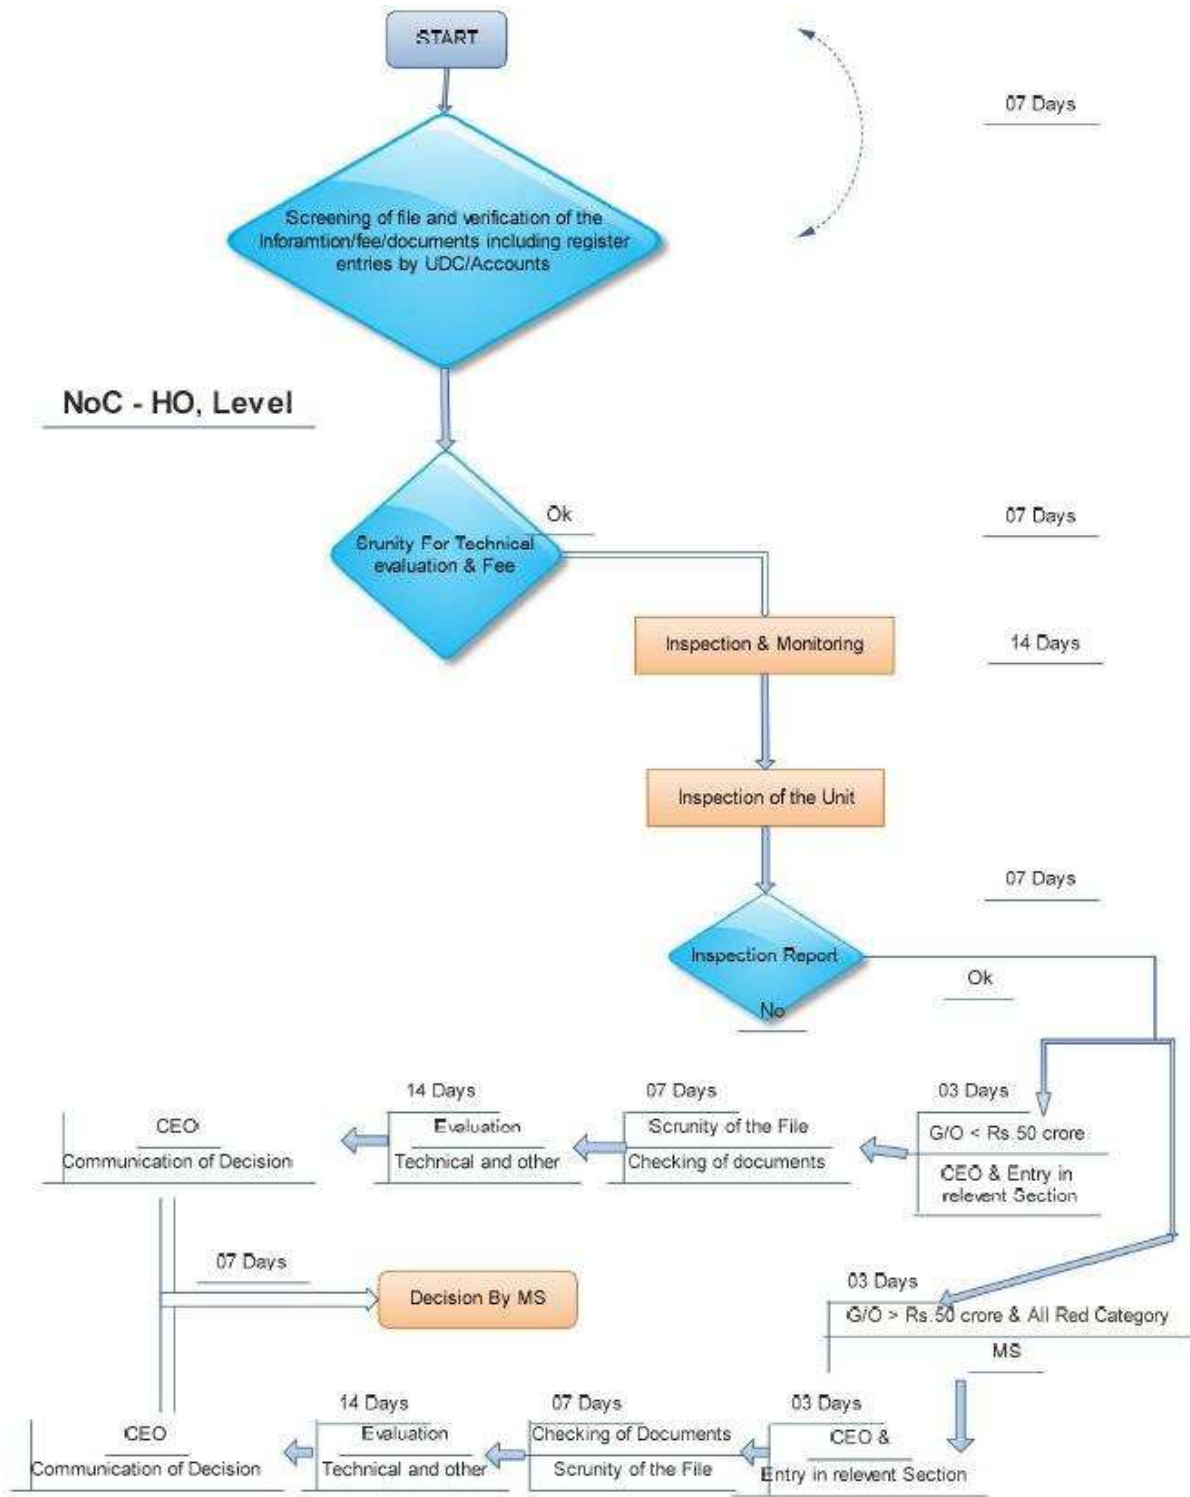 START
07 Days
Screening of file and verification of the
Inforamtion/fee/documents including register
entries by UDC/Accounts
NoC - HO, Level
Ok
07 Days
Srunity For Technical
evaluation & Fee
Inspection & Monitoring
14 Days
Inspection of the Unit
07 Days
Inspection Report
Ok
No
14 Days
07 Days
03 Days
CEO
Communication of Decision
Evaluation
Technical and other
Scrunity of the File
Checking of documents
G/O < Rs.50 crore
CEO & Entry in
relevent Section
07 Days
Decision By MS
03 Days
G/O > Rs.50 crore & All Red Category
MS
14 Days
07 Days
03 Days
CEO
Communication of Decision
Evaluation
Technical and other
Checking of Documents
Scrunity of the File
CEO &
Entry in relevent Section